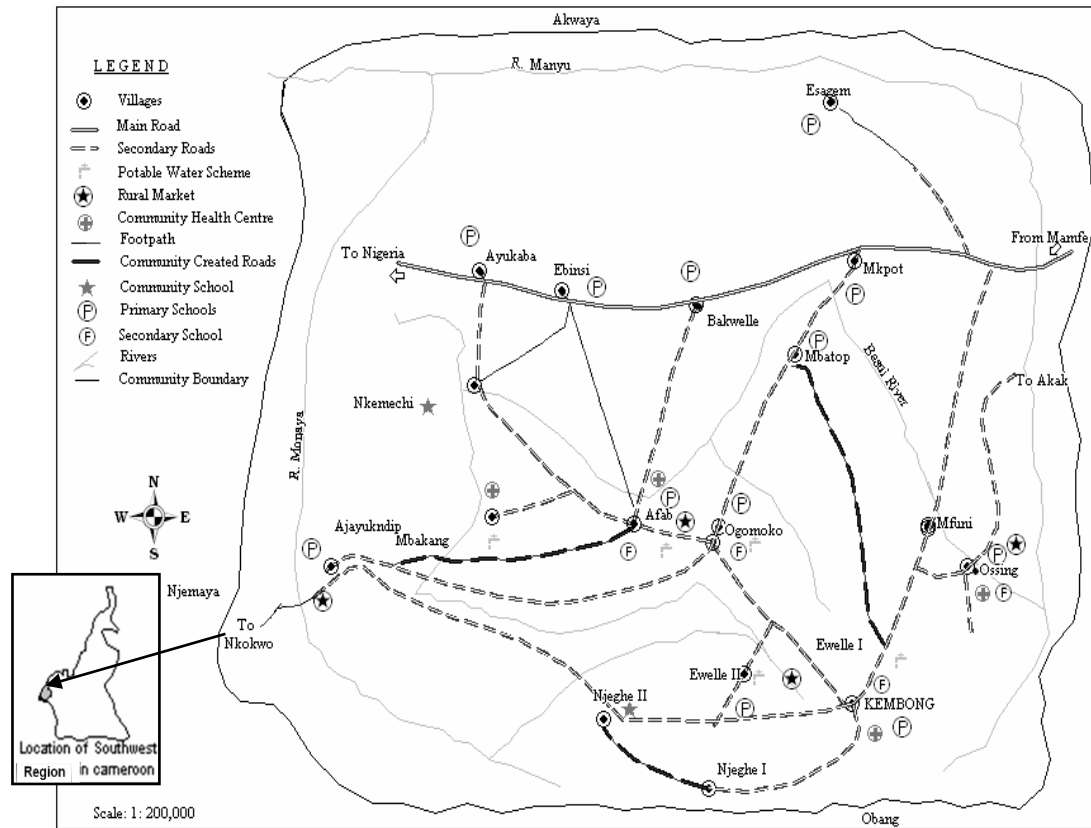 Akwaya
LEGEND
R. Manyu
Villages
Main Road
Secondary Roads
Potable Water Scheme
Rural Market
Community Health Centre
Footpath
Community Created Roads
Community School
P Primary Schools
F Secondary School
Rivers
Community Boundary
Esagem
P
From Mamfe
To Nigeria
P
Ayukaba
Ebinsi
P
P
Bakwelle
Mkpot
P
P
Mbatop
Besui River
To Akak
Nkemechi
R. Monaya
N
W E
S
Afab
P
P
Ogomoko
Mfuni
Ajayukndip
Mbakang
F
F
P
P
Ossing
F
Njemaya
To
Nkokwo
Ewelle I
Ewelle II
P
F
KEMBONG
P
Njeghe II
Njeghe I
Location of Southwest
Region in cameroon
Scale: 1: 200,000
Obang